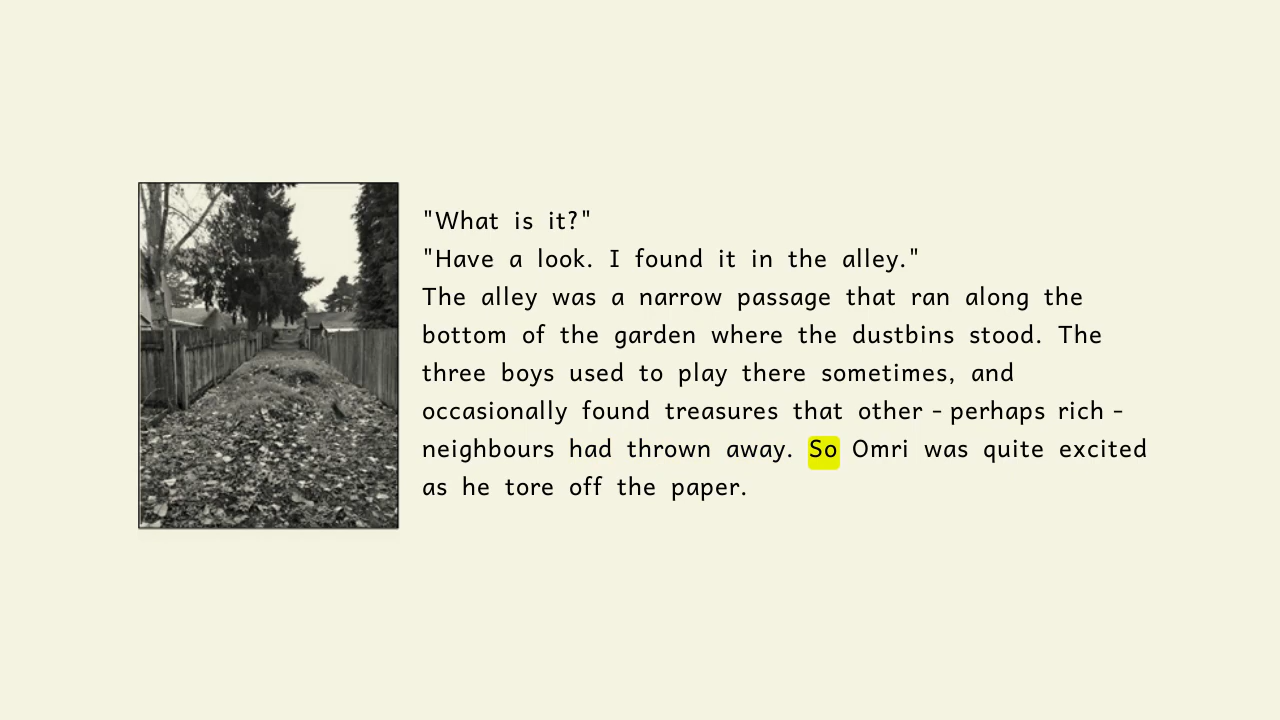 "What is it?"
"Have a look. I found it in the alley."
The alley was a narrow passage that ran along the
bottom of the garden where the dustbins stood. The
three boys used to play there sometimes, and
occasionally found treasures that other - perhaps rich -
neighbours had thrown away. So Omri was quite excited
as he tore off the paper.